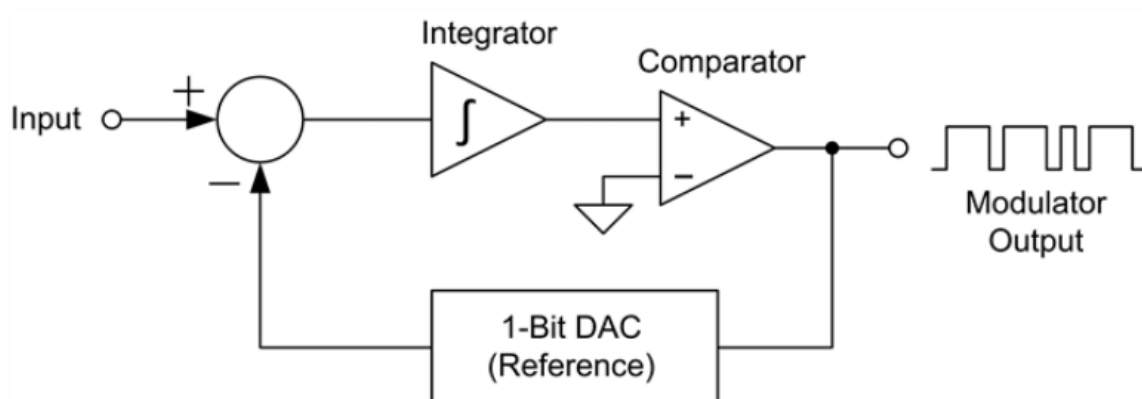 Integrator
Comparator
Input
+
−
∫
+
−
Modulator
Output
1-Bit DAC
(Reference)